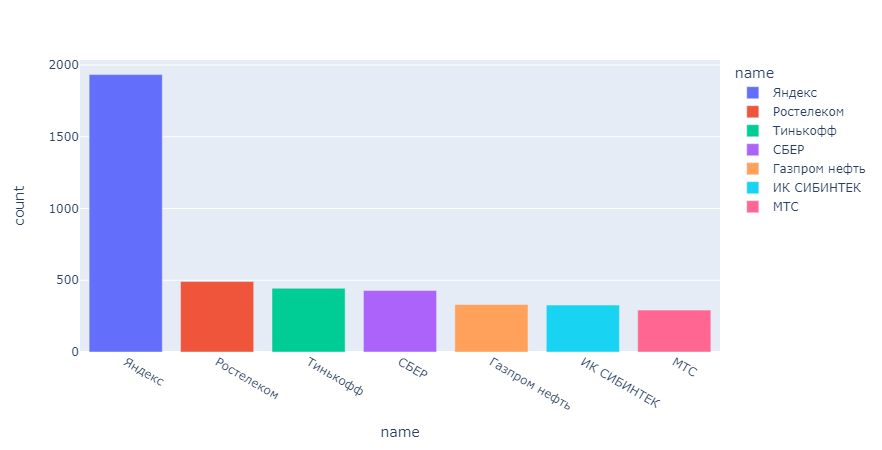 2000
1500
1000
500
0
count
Яндекс
Ростелеком
Тинькофф
СБЕР
Газпром нефть
ИК СИБИНТЕК
МТС
name
name
Яндекс
Ростелеком
Тинькофф
СБЕР
Газпром нефть
ИК СИБИНТЕК
МТС